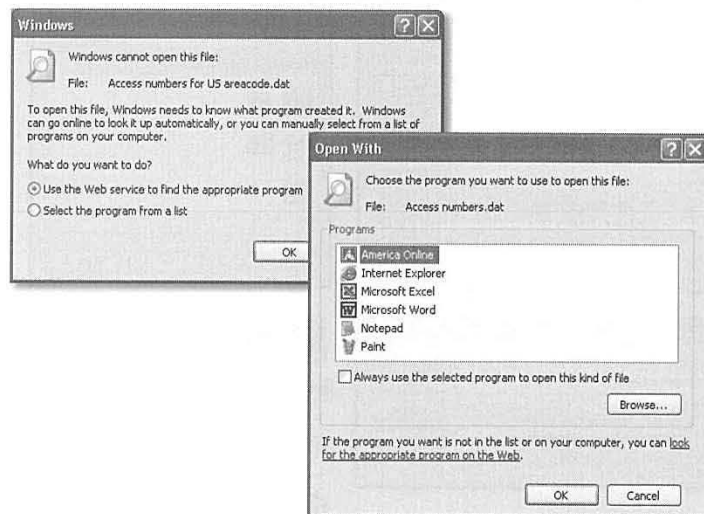 Windows
Windows cannot open this file:
File: Access numbers for US areacode.dat
To open this file, Windows needs to know what program created it. Windows
can go online to look it up automatically, or you can manually select from a list of
programs on your computer.
What do you want to do?
Use the Web service to find the appropriate program
Select the program from a list
OK
Open With
Choose the program you want to use to open this file:
File: Access numbers.dat
Programs
America Online
Internet Explorer
Microsoft Excel
Microsoft Word
Notepad
Paint
Always use the selected program to open this kind of file
Browse...
If the program you want is not in the list or on your computer, you can look
for the appropriate program on the Web.
OK
Cancel